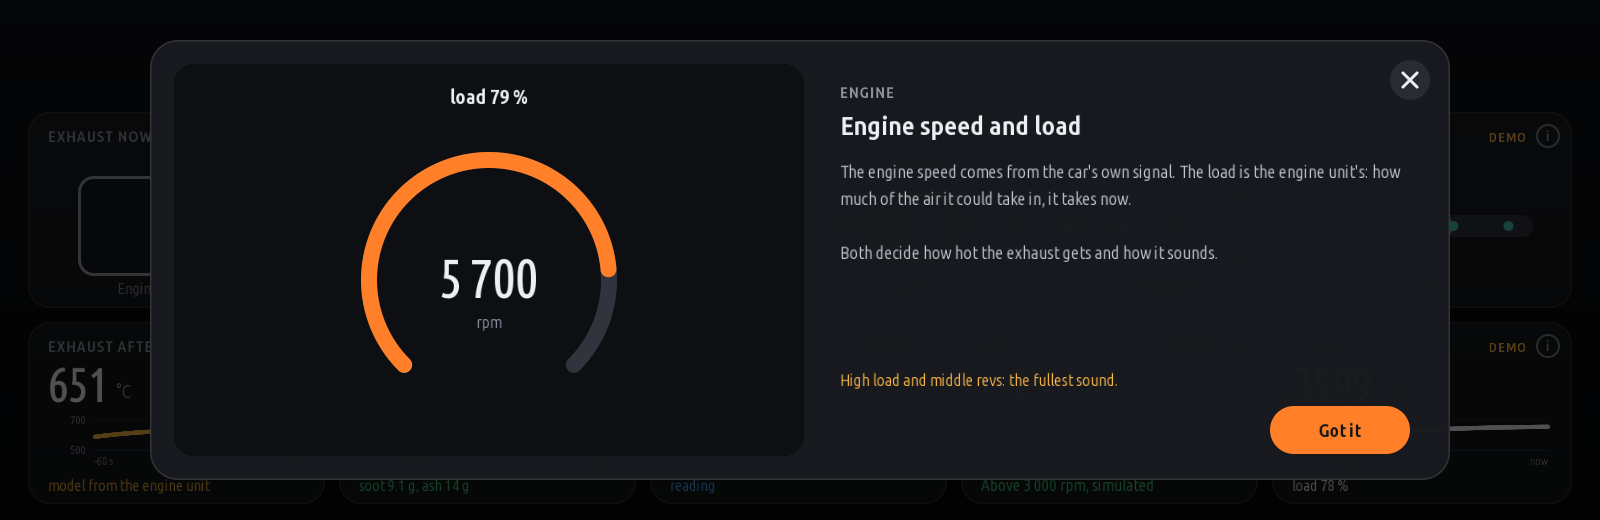 load 79 %
5 700
rpm
ENGINE
Engine speed and load
The engine speed comes from the car's own signal. The load is the engine unit's: how
much of the air it could take in, it takes now.
Both decide how hot the exhaust gets and how it sounds.
High load and middle revs: the fullest sound.
Got it
EXHAUST NOW
DEMO
i
Engin
EXHAUST AFTE
651 °C
700
500
-60 s
model from the engine unit
soot 9.1 g, ash 14 g
reading
Above 3 000 rpm, simulated
DEMO
i
3599
now
load 78 %